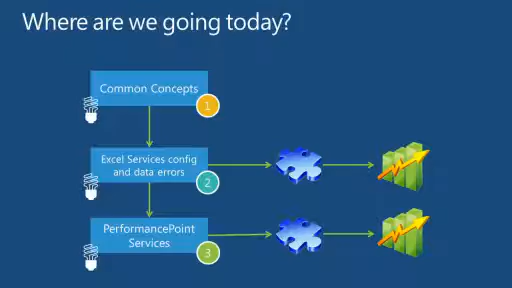 Where are we going today?
Common Concepts
1
Excel Services config
and data errors
2
PerformancePoint
Services
3